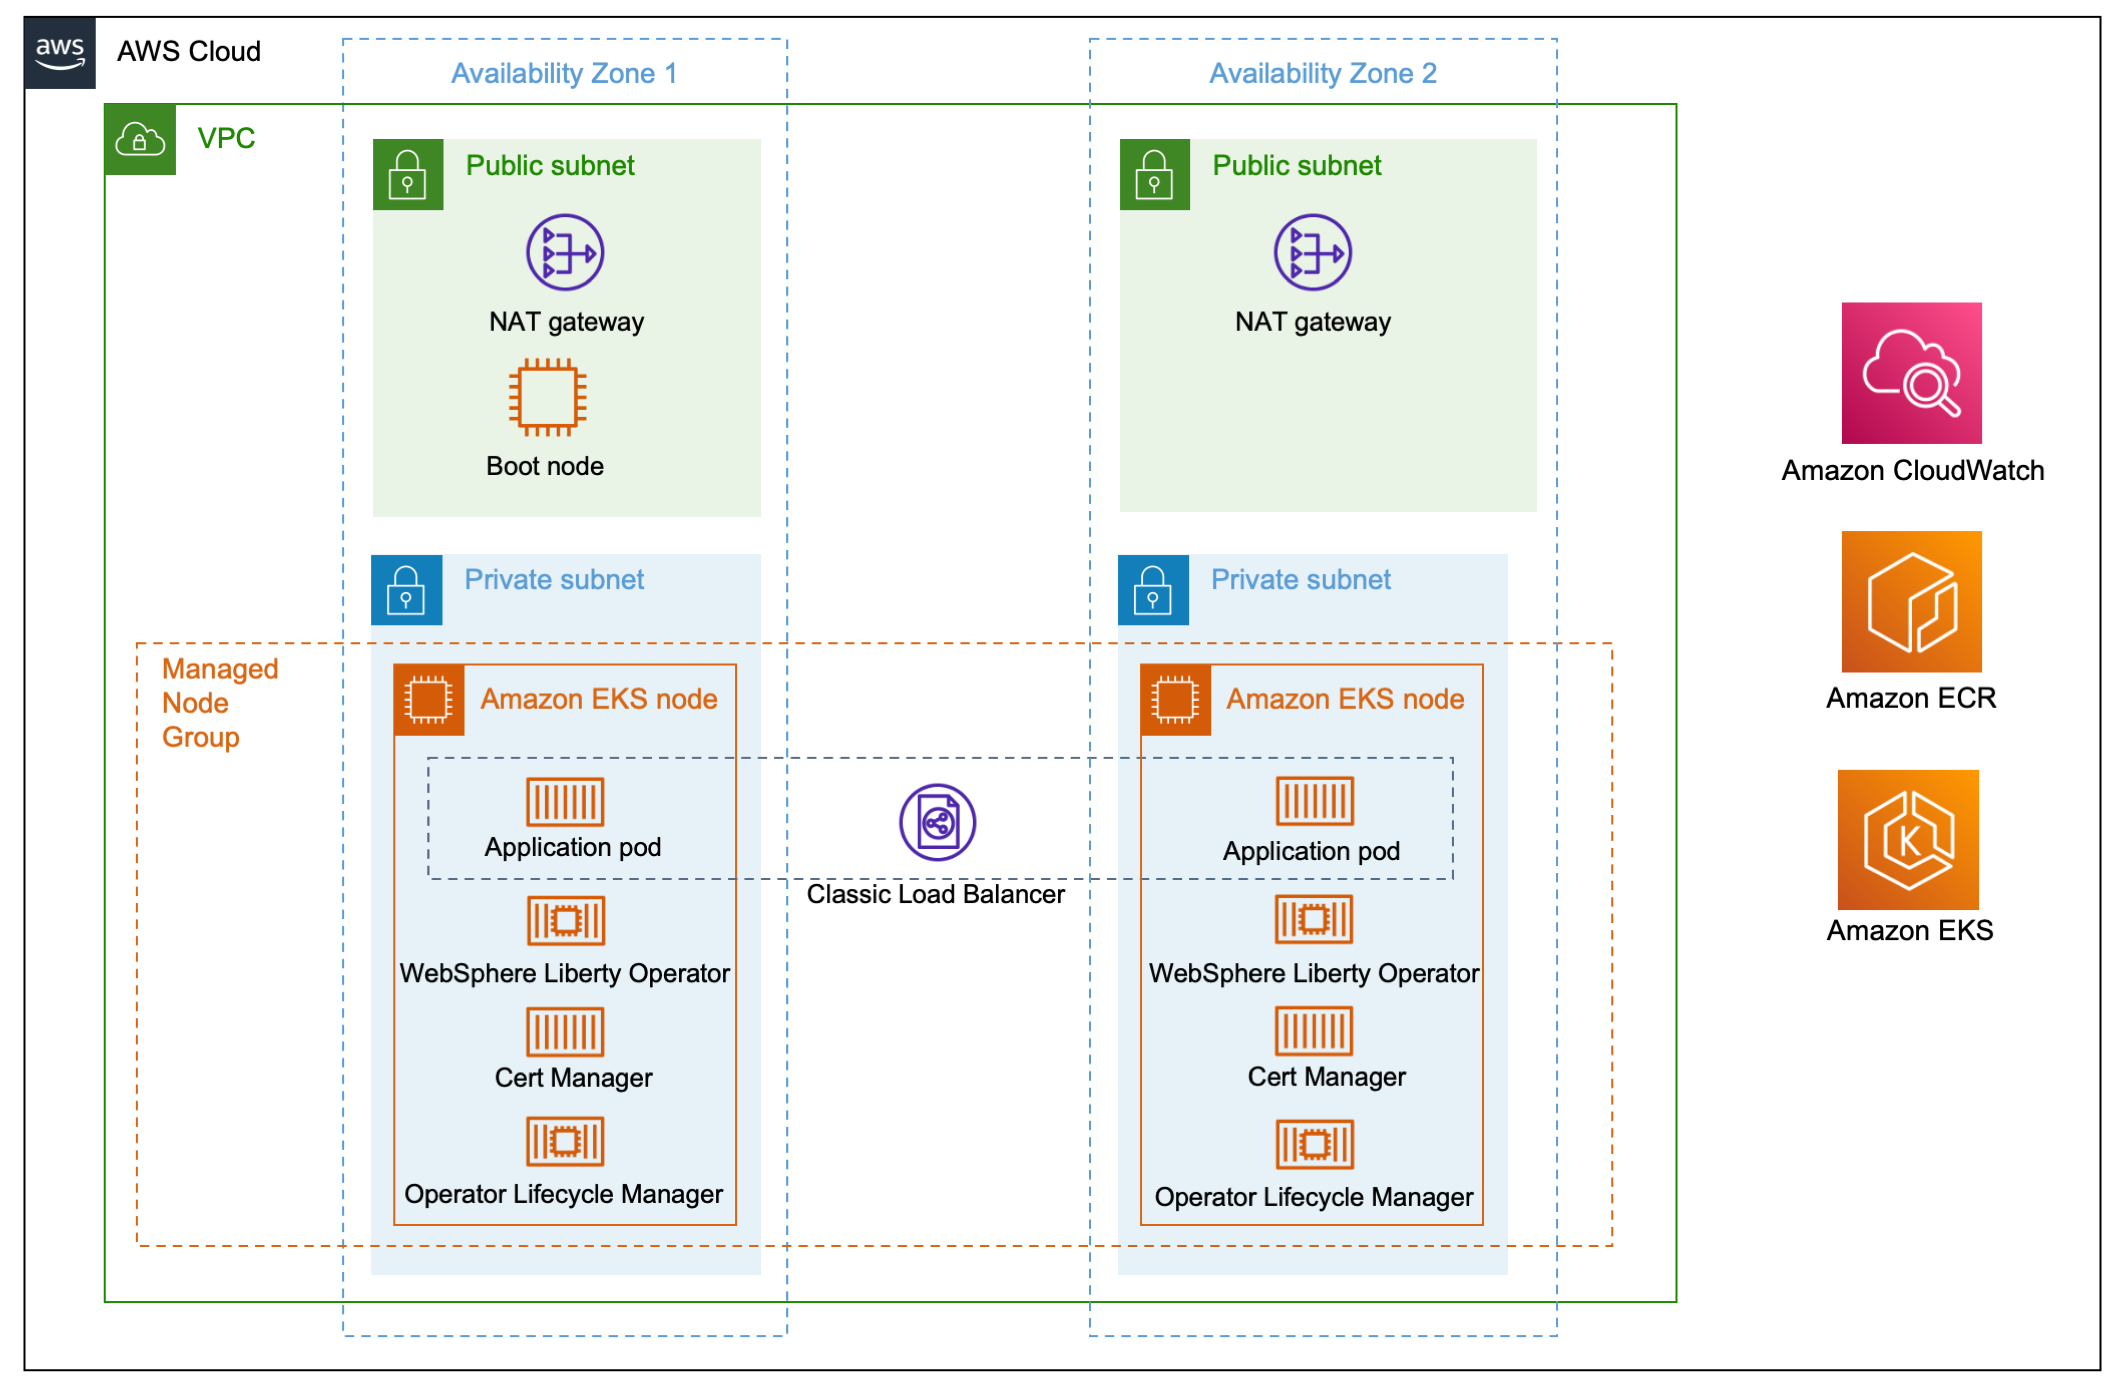 aws
AWS Cloud
Availability Zone 1
Availability Zone 2
VPC
Public subnet
Public subnet
NAT gateway
NAT gateway
Boot node
Amazon CloudWatch
Private subnet
Private subnet
Managed
Node
Group
Amazon EKS node
Amazon EKS node
Amazon ECR
Application pod
Application pod
Classic Load Balancer
K
Amazon EKS
WebSphere Liberty Operator
WebSphere Liberty Operator
Cert Manager
Cert Manager
Operator Lifecycle Manager
Operator Lifecycle Manager